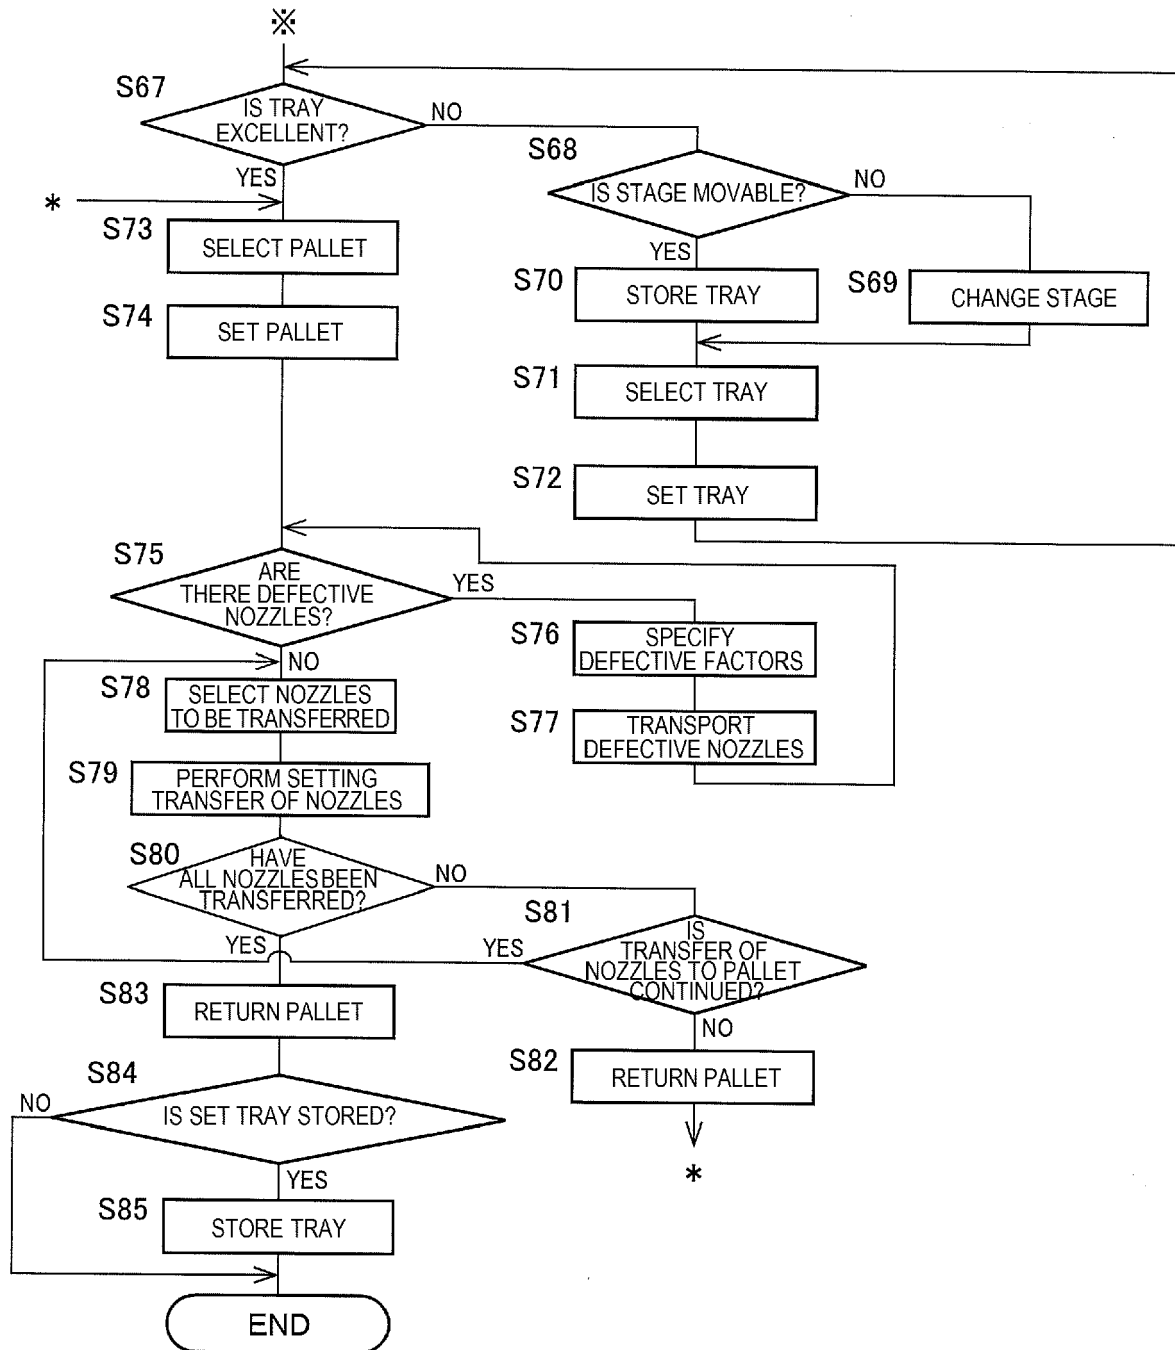 ※
S67
IS TRAY
EXCELLENT?
NO
YES
S68
IS STAGE MOVABLE?
NO
YES
*
S73
SELECT PALLET
S70
STORE TRAY
S69
CHANGE STAGE
S74
SET PALLET
S71
SELECT TRAY
S72
SET TRAY
S75
ARE
THERE DEFECTIVE
NOZZLES?
YES
NO
S76
SPECIFY
DEFECTIVE FACTORS
S78
SELECT NOZZLES
TO BE TRANSFERRED
S77
TRANSPORT
DEFECTIVE NOZZLES
S79
PERFORM SETTING
TRANSFER OF NOZZLES
S80
HAVE
ALL NOZZLES BEEN
TRANSFERRED?
NO
YES
S81
IS
TRANSFER OF
NOZZLES TO PALLET
CONTINUED?
YES
NO
S83
RETURN PALLET
S82
RETURN PALLET
*
S84
IS SET TRAY STORED?
NO
YES
S85
STORE TRAY
END